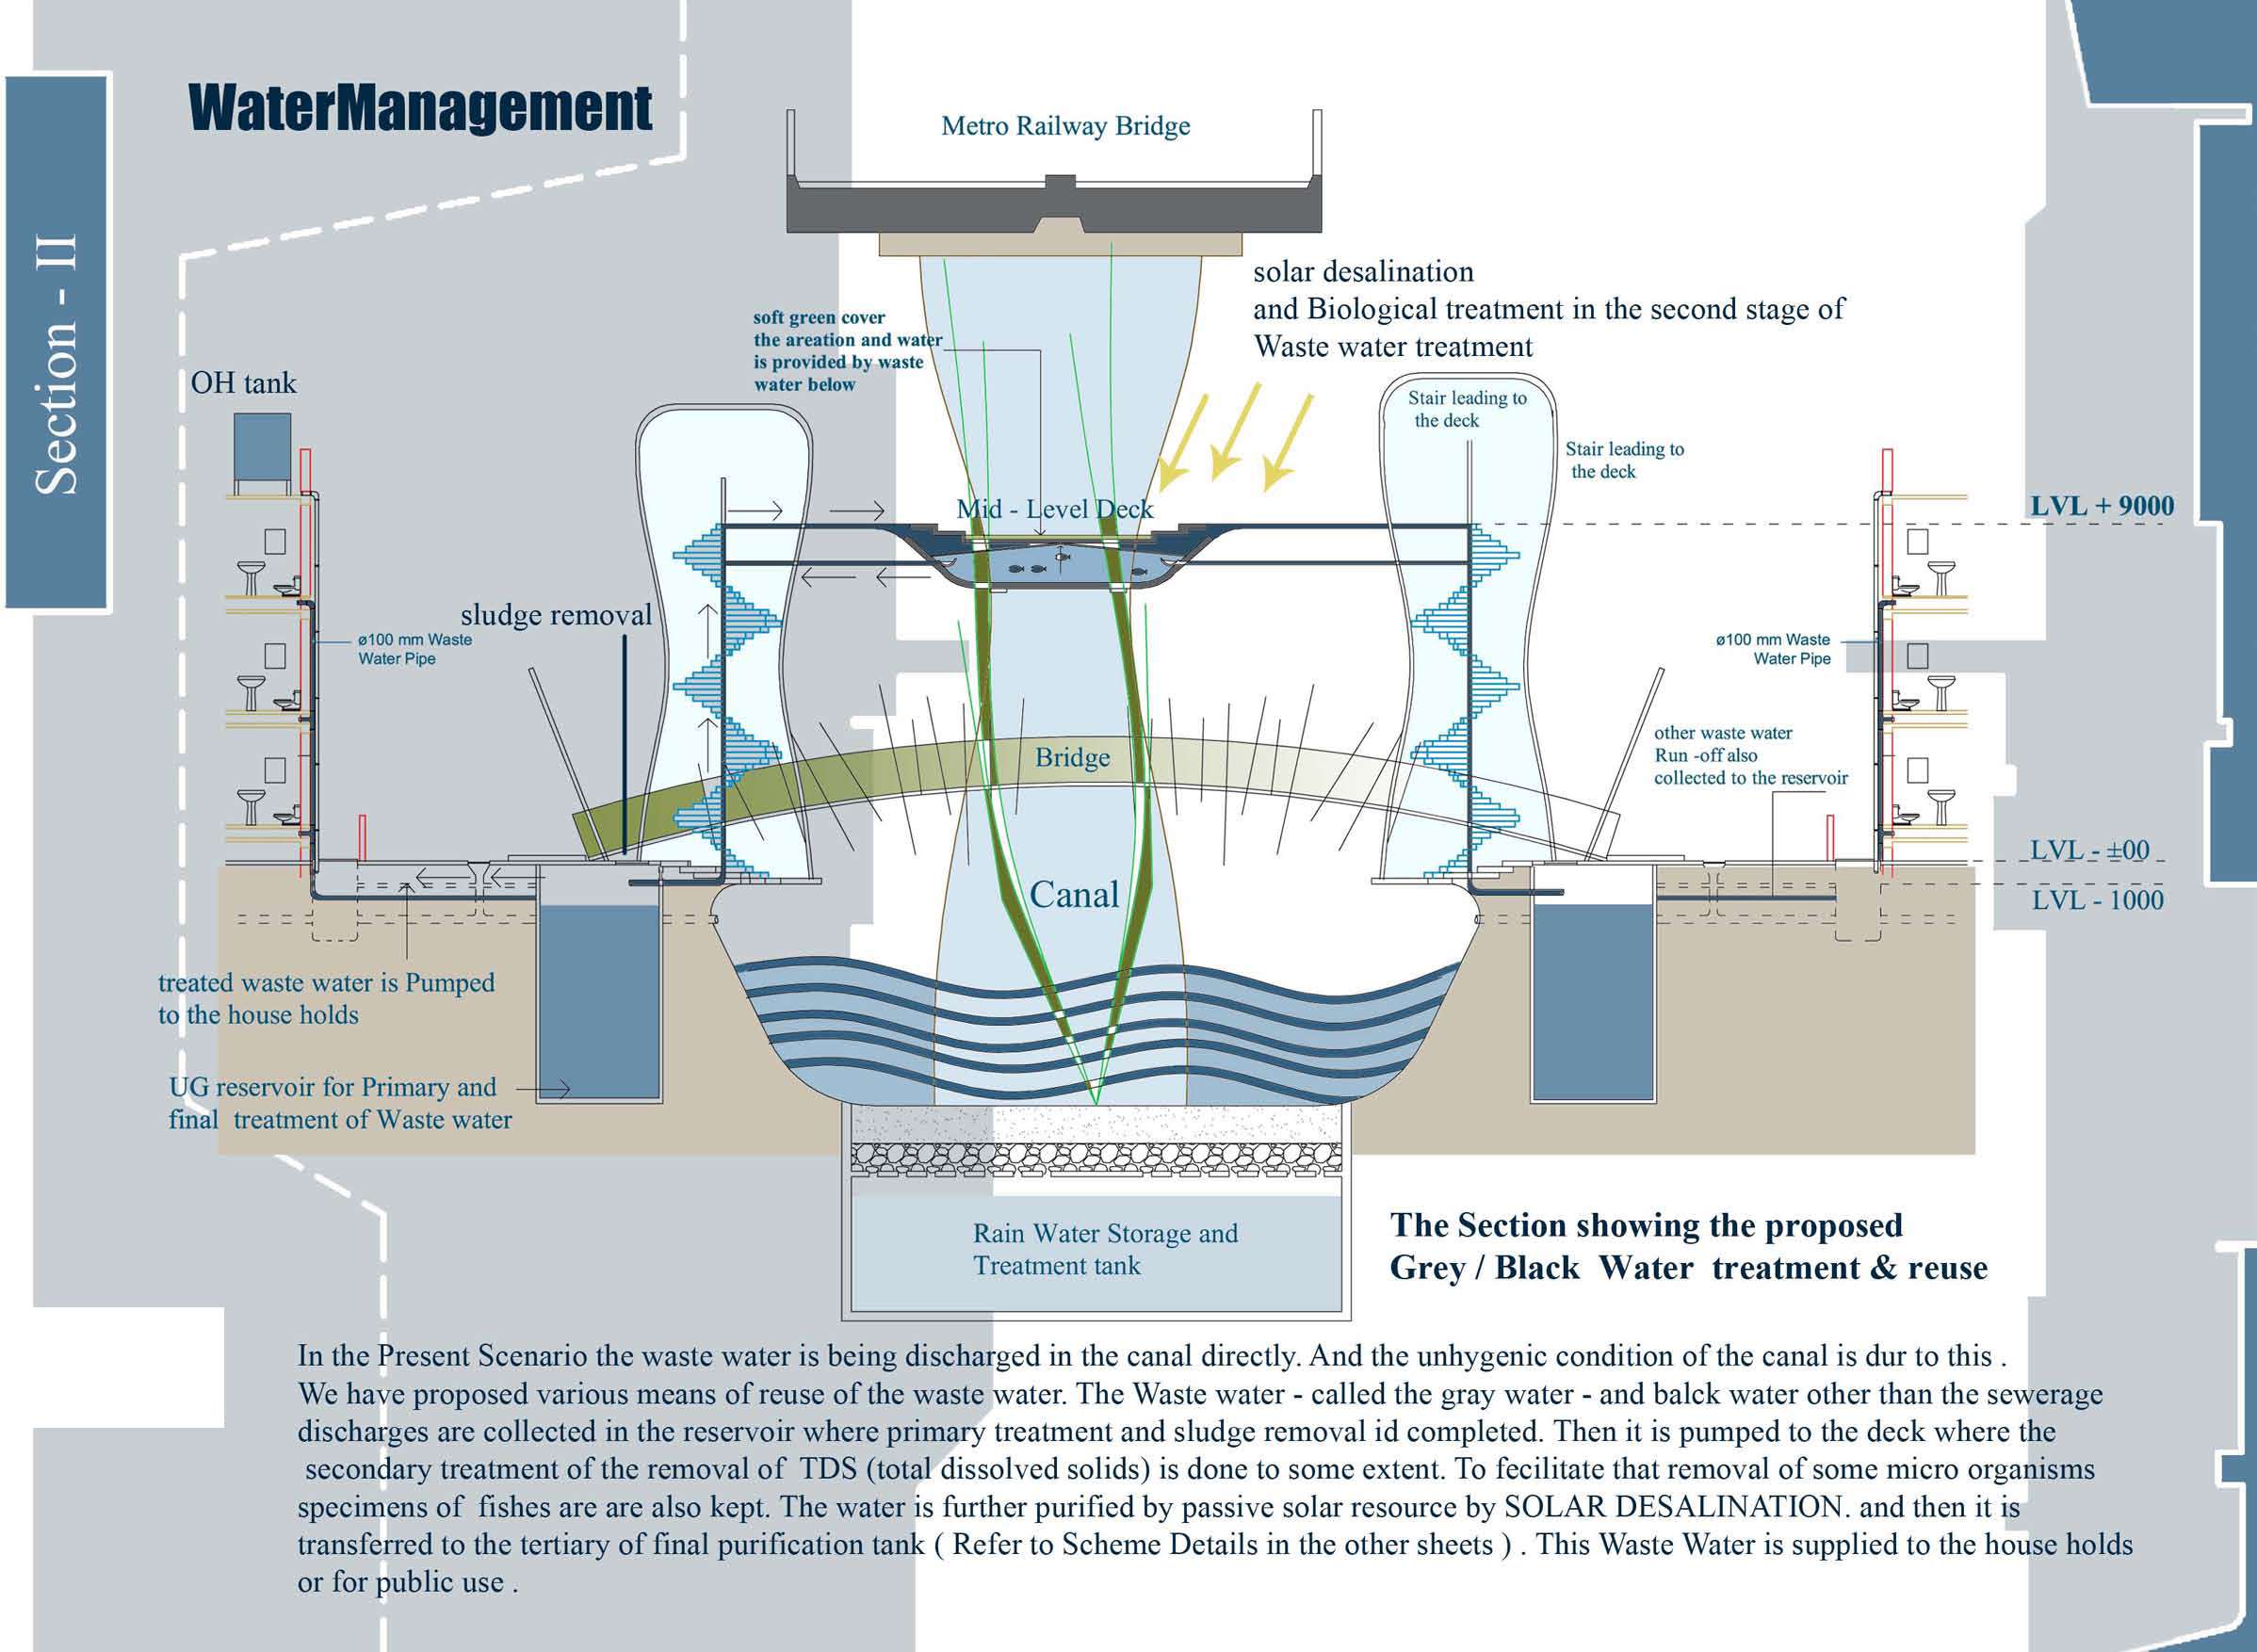 WaterManagement
Section - II
Metro Railway Bridge
solar desalination
and Biological treatment in the second stage of
Waste water treatment
soft green cover
the areation and water
is provided by waste
water below
OH tank
Stair leading to
the deck
Stair leading to
the deck
Mid - Level Deck
LVL + 9000
sludge removal
ø100 mm Waste
Water Pipe
ø100 mm Waste
Water Pipe
other waste water
Run -off also
collected to the reservoir
Bridge
LVL - ±00
LVL - 1000
Canal
treated waste water is Pumped
to the house holds
UG reservoir for Primary and
final treatment of Waste water
Rain Water Storage and
Treatment tank
The Section showing the proposed
Grey / Black Water treatment & reuse
In the Present Scenario the waste water is being discharged in the canal directly. And the unhygenic condition of the canal is dur to this .
We have proposed various means of reuse of the waste water. The Waste water - called the gray water - and balck water other than the sewerage
discharges are collected in the reservoir where primary treatment and sludge removal id completed. Then it is pumped to the deck where the
secondary treatment of the removal of TDS (total dissolved solids) is done to some extent. To fecilitate that removal of some micro organisms
specimens of fishes are are also kept. The water is further purified by passive solar resource by SOLAR DESALINATION. and then it is
transferred to the tertiary of final purification tank ( Refer to Scheme Details in the other sheets ) . This Waste Water is supplied to the house holds
or for public use .